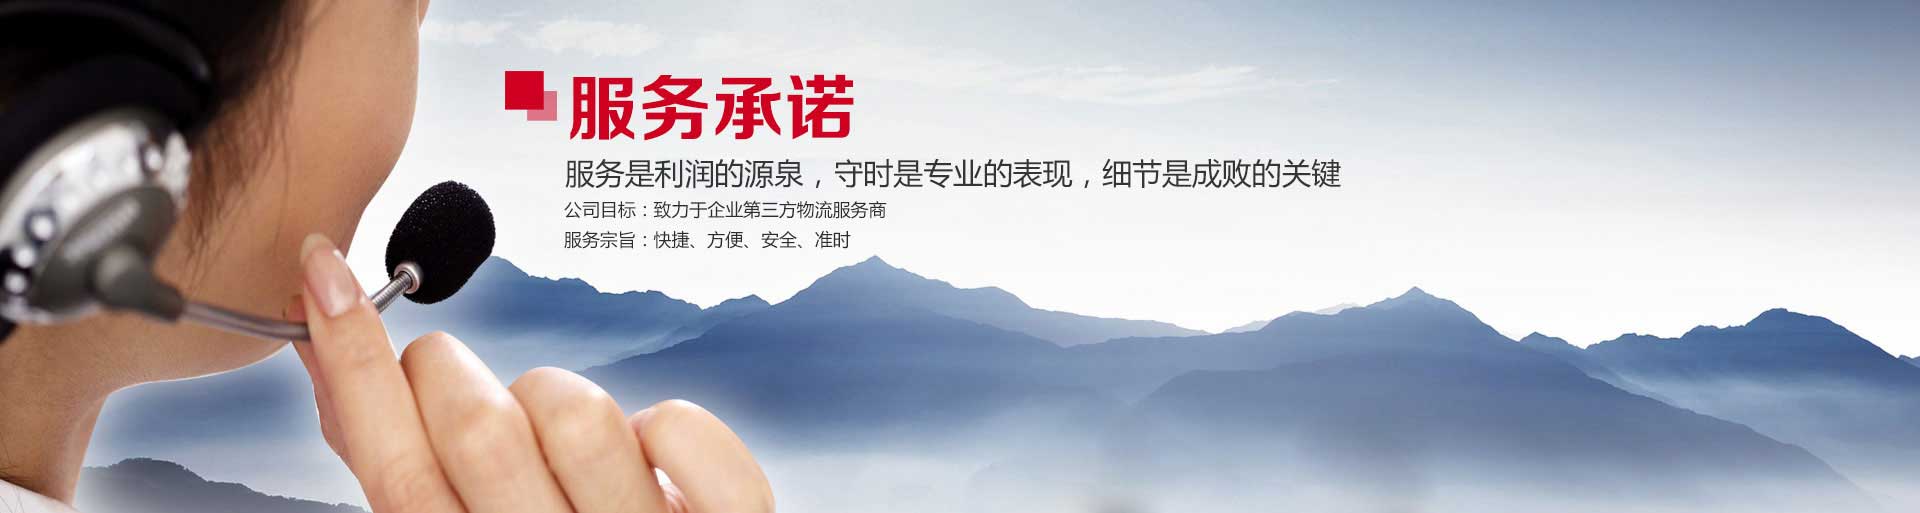 服务承诺
服务是利润的源泉，守时是专业的表现，细节是成败的关键
公司目标：致力于企业第三方物流服务商
服务宗旨：快捷、方便、安全、准时